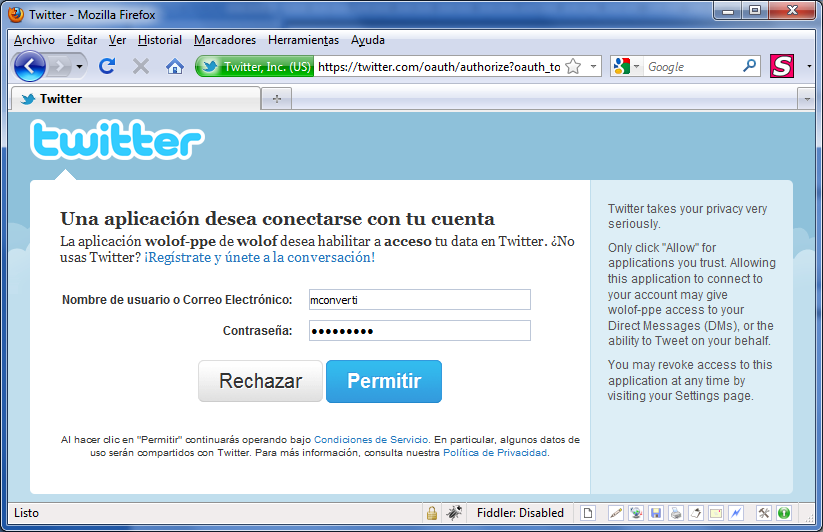 Twitter - Mozilla Firefox
Archivo Editar Ver Historial Marcadores Herramientas Ayuda
Twitter, Inc. (US) https://twitter.com/oauth/authorize?oauth_to Google S
Twitter
twitter
Una aplicación desea conectarse con tu cuenta
La aplicación wolof-ppe de wolof desea habilitar a acceso tu data en Twitter. ¿No
usas Twitter? ¡Regístrate y únete a la conversación!
Nombre de usuario o Correo Electrónico: mconverti
Contraseña: •••••••••
Rechazar Permitir
Al hacer clic en "Permitir" continuarás operando bajo Condiciones de Servicio. En particular, algunos datos de
uso serán compartidos con Twitter. Para más información, consulta nuestra Política de Privacidad.
Twitter takes your privacy very
seriously.
Only click "Allow" for
applications you trust. Allowing
this application to connect to
your account may give
wolof-ppe access to your
Direct Messages (DMs), or the
ability to Tweet on your behalf.
You may revoke access to this
application at any time by
visiting your Settings page.
Listo Fiddler: Disabled